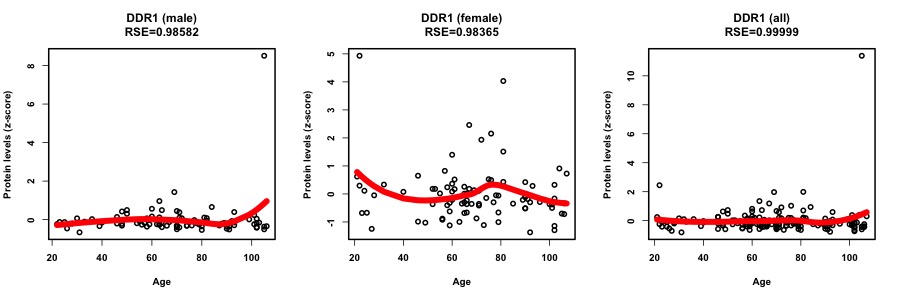 DDR1 (male)
RSE=0.98582
Protein levels (z-score)
8
6
4
2
0
20 40 60 80 100
Age
DDR1 (female)
RSE=0.98365
Protein levels (z-score)
5
4
3
2
1
0
-1
20 40 60 80 100
Age
DDR1 (all)
RSE=0.99999
Protein levels (z-score)
10
8
6
4
2
0
20 40 60 80 100
Age